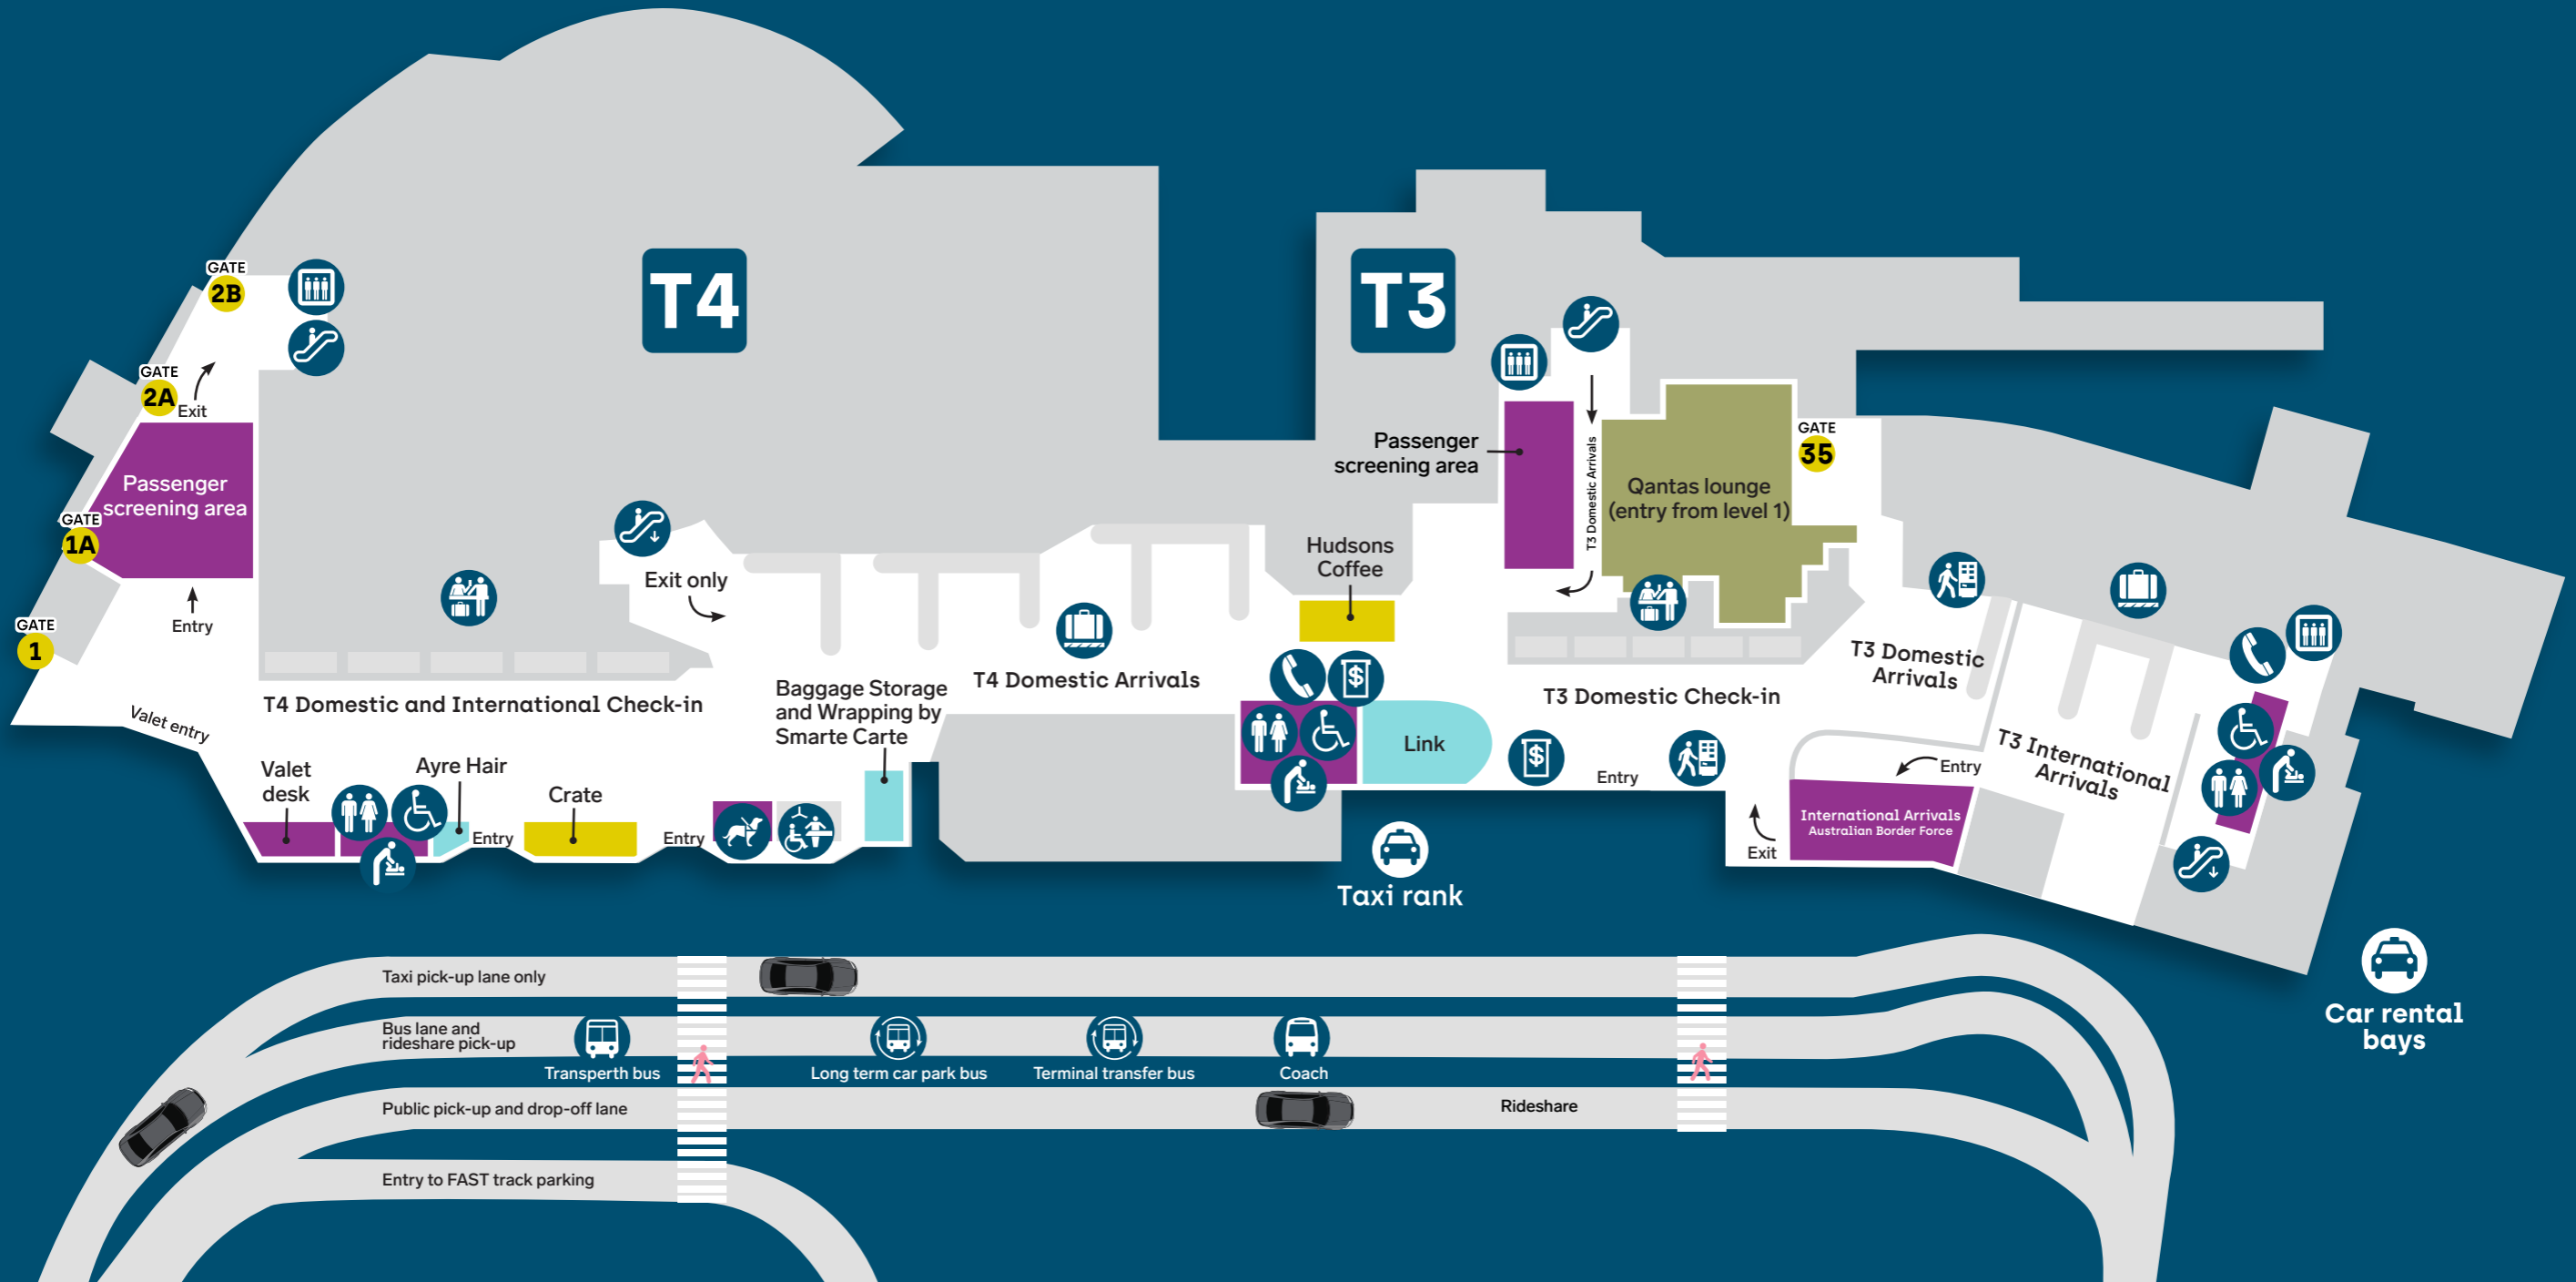 T4
T3
GATE
2B
GATE
2A
Exit
Passenger
screening area
GATE
1A
Entry
GATE
1
Valet entry
T4 Domestic and International Check-in
Exit only
Valet
desk
Ayre Hair
Entry
Crate
Entry
Baggage Storage
and Wrapping by
Smarte Carte
T4 Domestic Arrivals
Hudsons
Coffee
$
Link
Passenger
screening area
T3 Domestic Arrivals
Qantas lounge
(entry from level 1)
GATE
35
T3 Domestic Check-in
$
Entry
T3 Domestic
Arrivals
T3 International
Arrivals
Entry
International Arrivals
Australian Border Force
Exit
Taxi rank
Car rental
bays
Taxi pick-up lane only
Bus lane and
rideshare pick-up
Transperth bus
Long term car park bus
Terminal transfer bus
Coach
Public pick-up and drop-off lane
Rideshare
Entry to FAST track parking